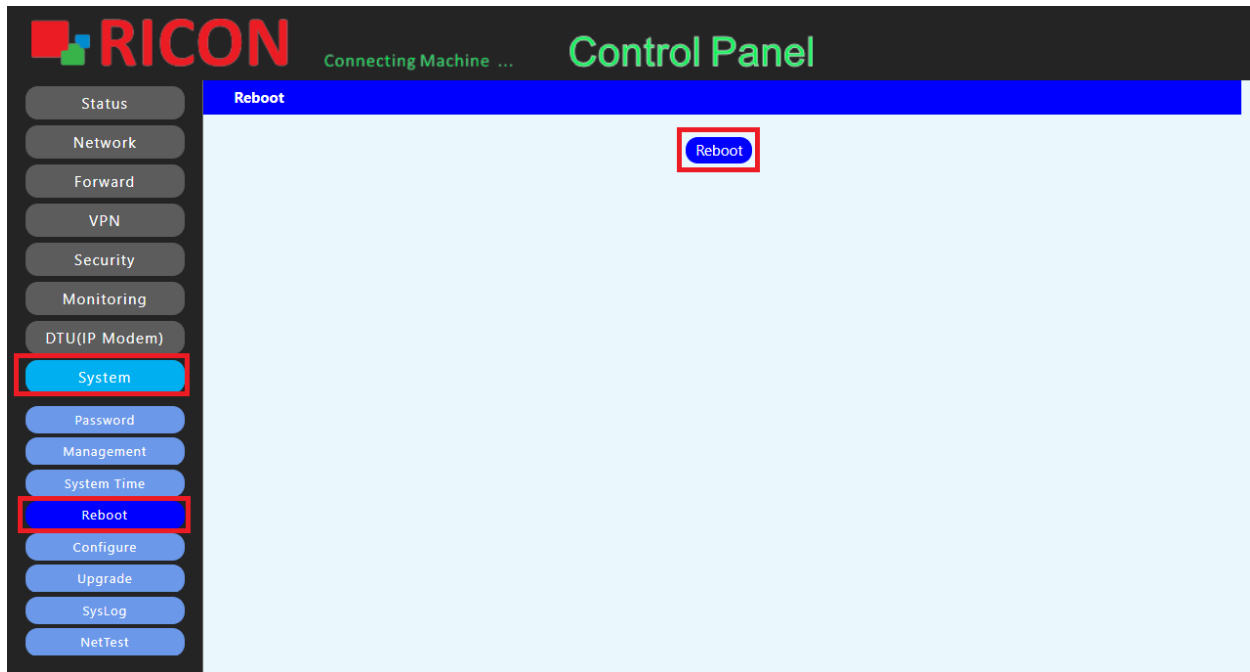 RICON Connecting Machine ... Control Panel
Status
Network
Forward
VPN
Security
Monitoring
DTU(IP Modem)
System
Password
Management
System Time
Reboot
Configure
Upgrade
SysLog
NetTest
Reboot
Reboot